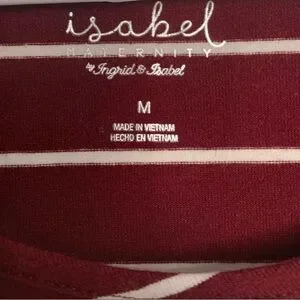 isabel
MATERNITY
by Ingrid & Isabel
M
MADE IN VIETNAM
HECHO EN VIETNAM